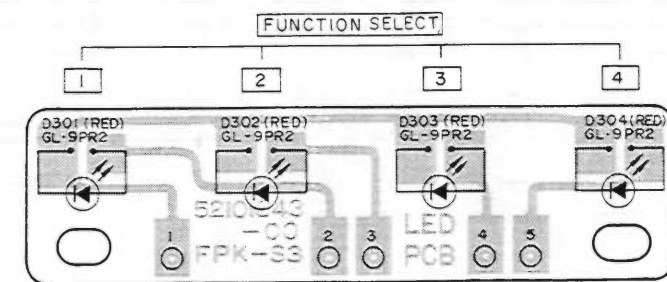 FUNCTION SELECT
1 2 3 4
D301 (RED) D302 (RED) D303 (RED) D304 (RED)
GL-9PR2 GL-9PR2 GL-9PR2 GL-9PR2
52101343
-00
FPK-S3
LED
PCB
1 2 3 4 5